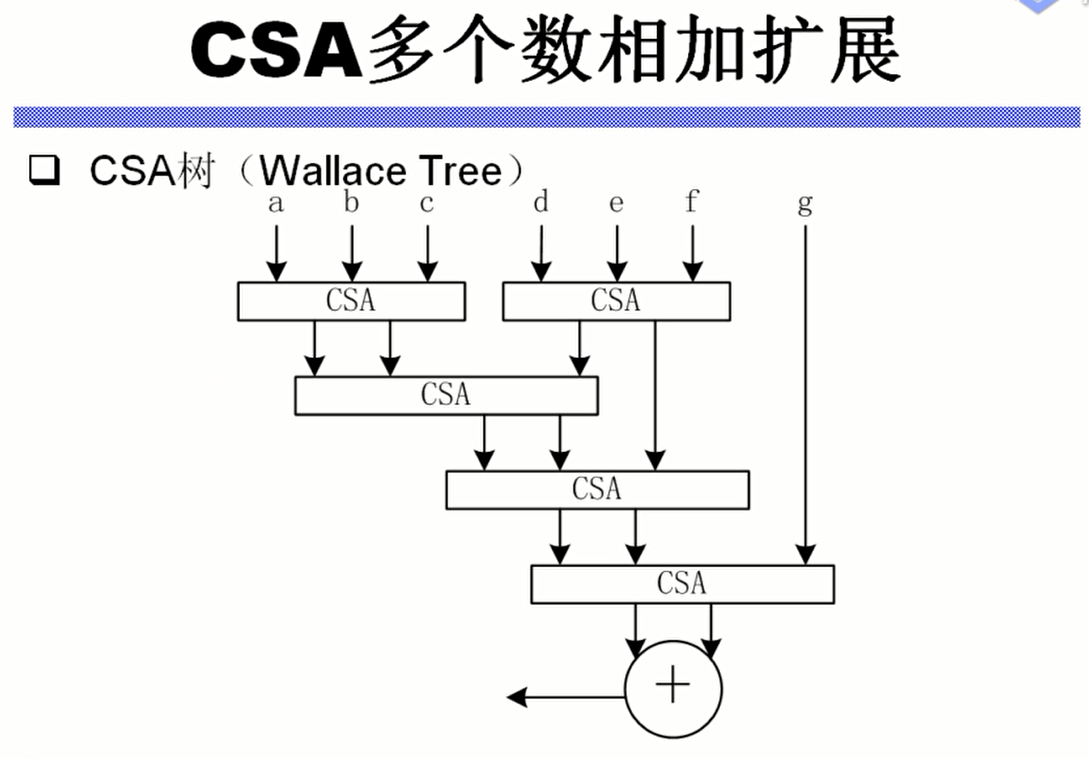 CSA多个数相加扩展
CSA树（Wallace Tree）
a b c d e f g
CSA CSA
CSA
CSA
CSA
+